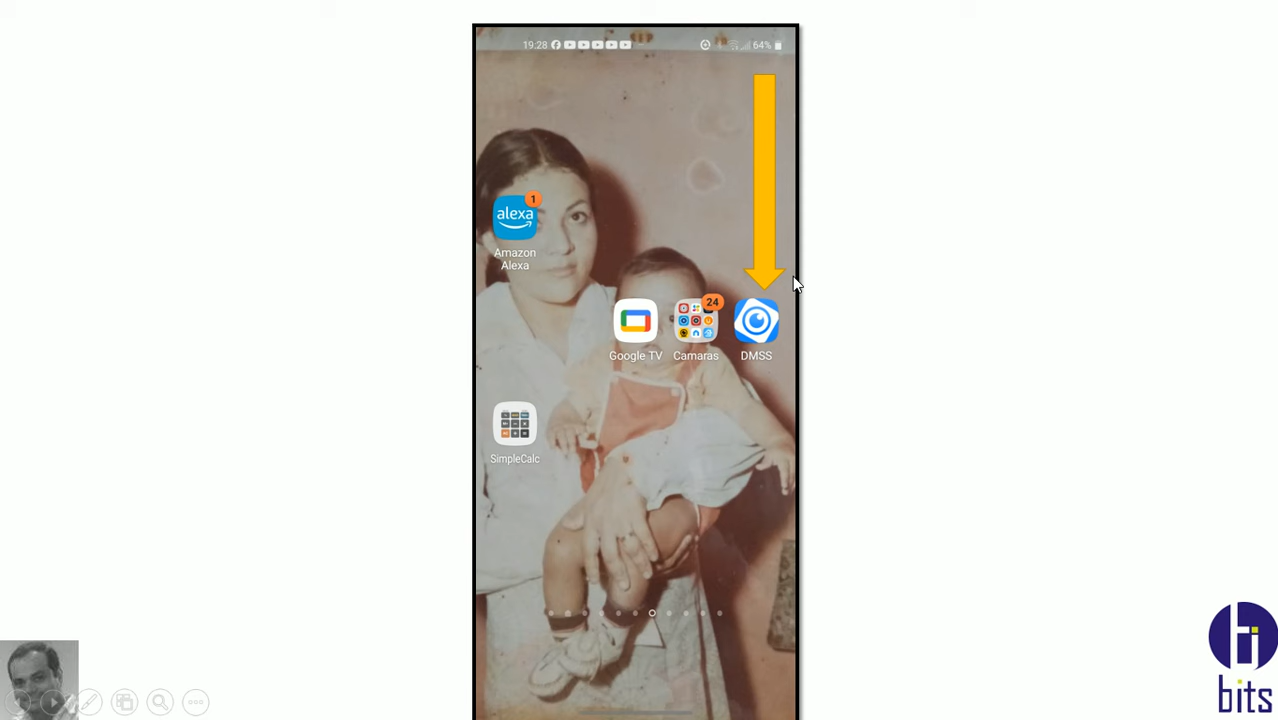 19:28
64%
1
alexa
Amazon
Alexa
24
Google TV
Camaras
DMSS
SimpleCalc
bits